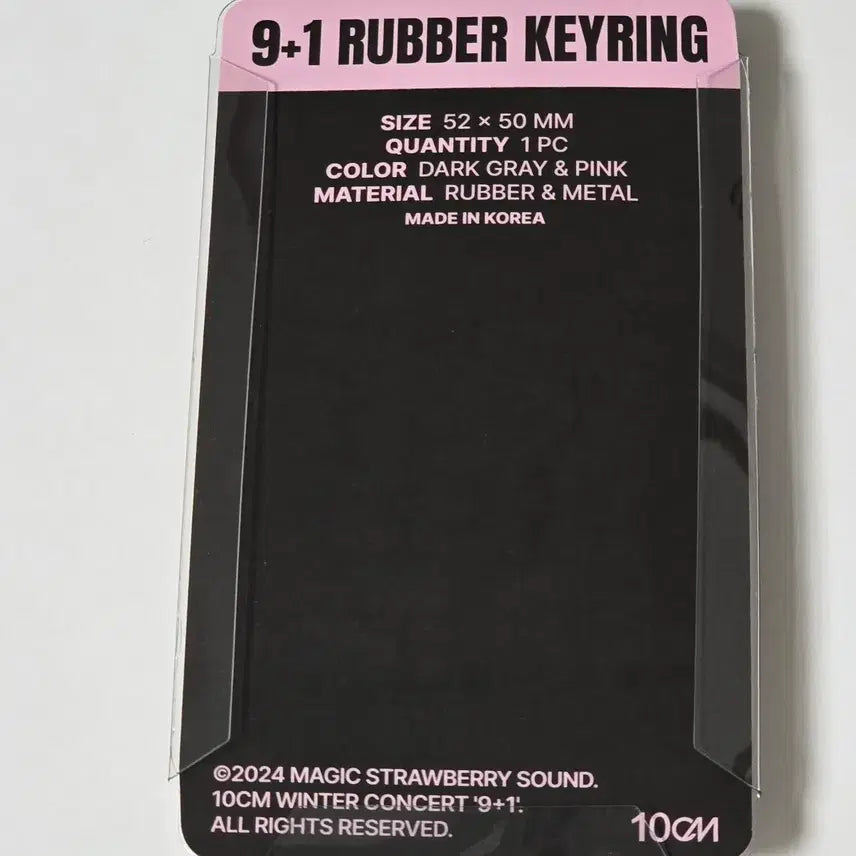 9+1 RUBBER KEYRING
SIZE 52 × 50 MM
QUANTITY 1 PC
COLOR DARK GRAY & PINK
MATERIAL RUBBER & METAL
MADE IN KOREA
©2024 MAGIC STRAWBERRY SOUND.
10CM WINTER CONCERT '9+1'.
ALL RIGHTS RESERVED.
10CM